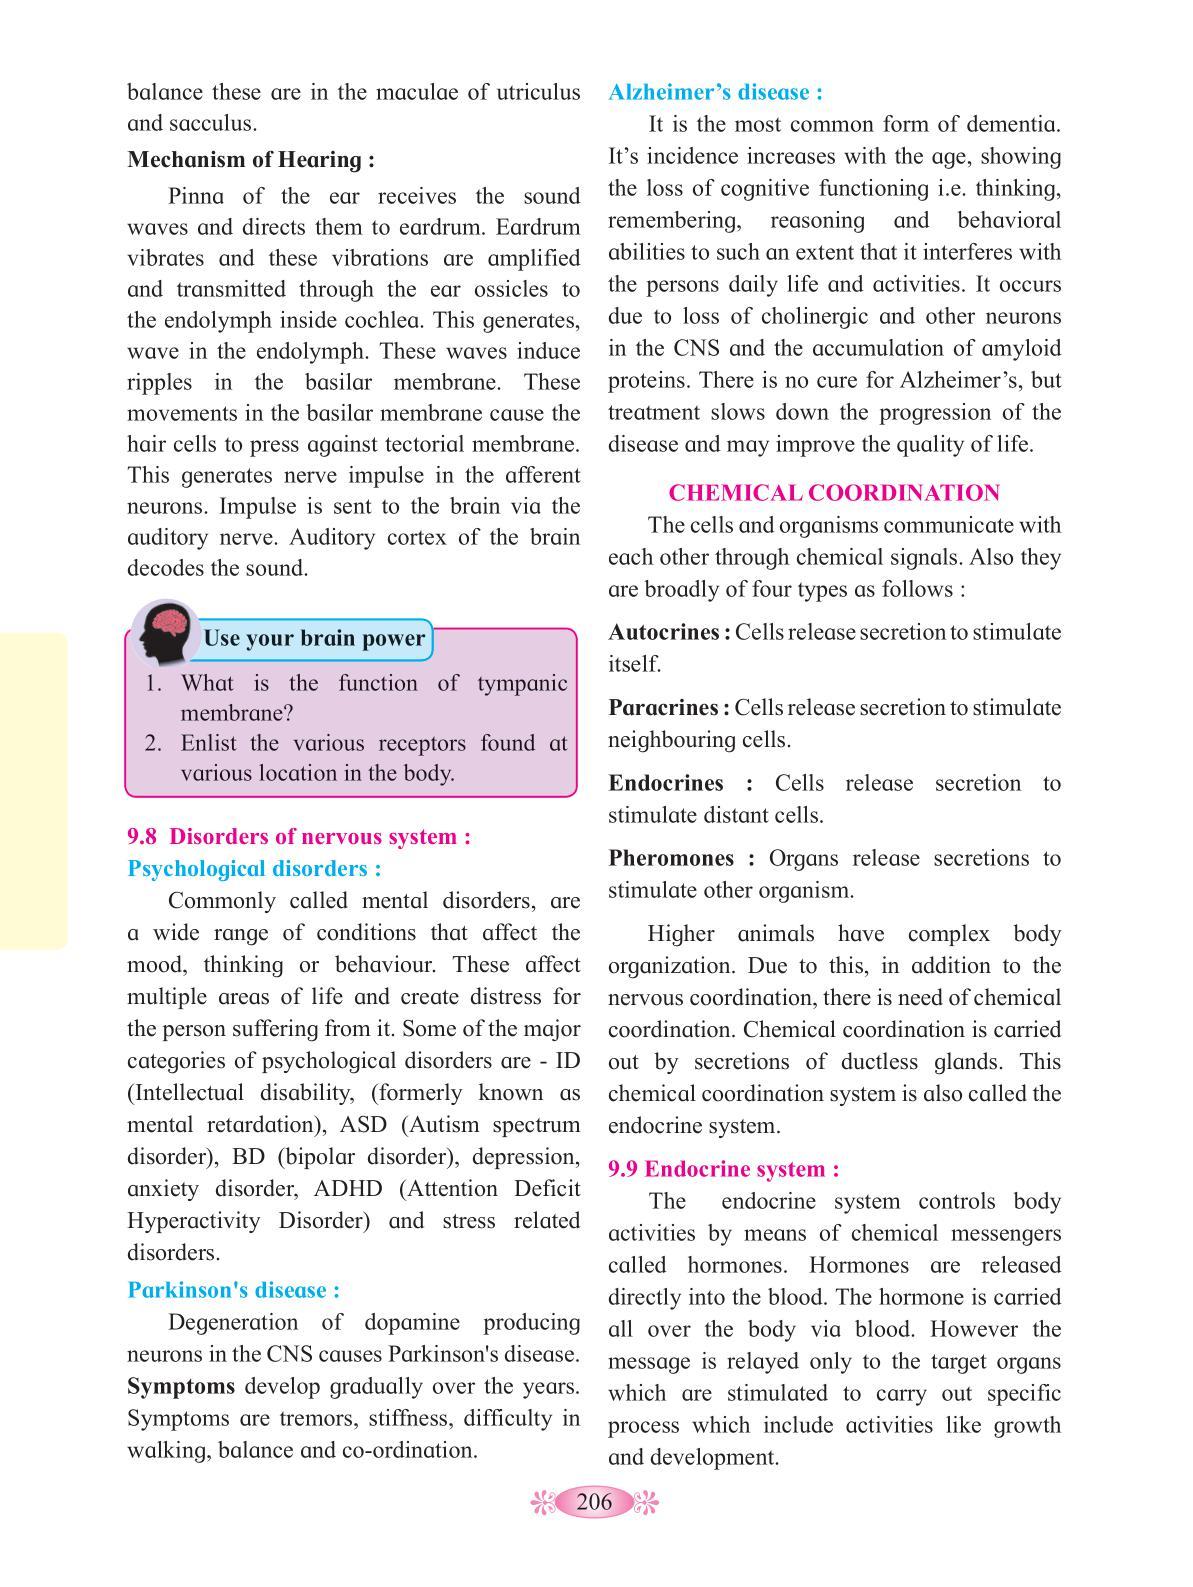 balance these are in the maculae of utriculus
and sacculus.
Mechanism of Hearing :
Pinna of the ear receives the sound
waves and directs them to eardrum. Eardrum
vibrates and these vibrations are amplified
and transmitted through the ear ossicles to
the endolymph inside cochlea. This generates,
wave in the endolymph. These waves induce
ripples in the basilar membrane. These
movements in the basilar membrane cause the
hair cells to press against tectorial membrane.
This generates nerve impulse in the afferent
neurons. Impulse is sent to the brain via the
auditory nerve. Auditory cortex of the brain
decodes the sound.
Use your brain power
1. What is the function of tympanic
membrane?
2. Enlist the various receptors found at
various location in the body.
9.8 Disorders of nervous system :
Psychological disorders :
Commonly called mental disorders, are
a wide range of conditions that affect the
mood, thinking or behaviour. These affect
multiple areas of life and create distress for
the person suffering from it. Some of the major
categories of psychological disorders are - ID
(Intellectual disability, (formerly known as
mental retardation), ASD (Autism spectrum
disorder), BD (bipolar disorder), depression,
anxiety disorder, ADHD (Attention Deficit
Hyperactivity Disorder) and stress related
disorders.
Parkinson's disease :
Degeneration of dopamine producing
neurons in the CNS causes Parkinson's disease.
Symptoms develop gradually over the years.
Symptoms are tremors, stiffness, difficulty in
walking, balance and co-ordination.
Alzheimer’s disease :
It is the most common form of dementia.
It’s incidence increases with the age, showing
the loss of cognitive functioning i.e. thinking,
remembering, reasoning and behavioral
abilities to such an extent that it interferes with
the persons daily life and activities. It occurs
due to loss of cholinergic and other neurons
in the CNS and the accumulation of amyloid
proteins. There is no cure for Alzheimer’s, but
treatment slows down the progression of the
disease and may improve the quality of life.
CHEMICAL COORDINATION
The cells and organisms communicate with
each other through chemical signals. Also they
are broadly of four types as follows :
Autocrines : Cells release secretion to stimulate
itself.
Paracrines : Cells release secretion to stimulate
neighbouring cells.
Endocrines : Cells release secretion to
stimulate distant cells.
Pheromones : Organs release secretions to
stimulate other organism.
Higher animals have complex body
organization. Due to this, in addition to the
nervous coordination, there is need of chemical
coordination. Chemical coordination is carried
out by secretions of ductless glands. This
chemical coordination system is also called the
endocrine system.
9.9 Endocrine system :
The endocrine system controls body
activities by means of chemical messengers
called hormones. Hormones are released
directly into the blood. The hormone is carried
all over the body via blood. However the
message is relayed only to the target organs
which are stimulated to carry out specific
process which include activities like growth
and development.
206